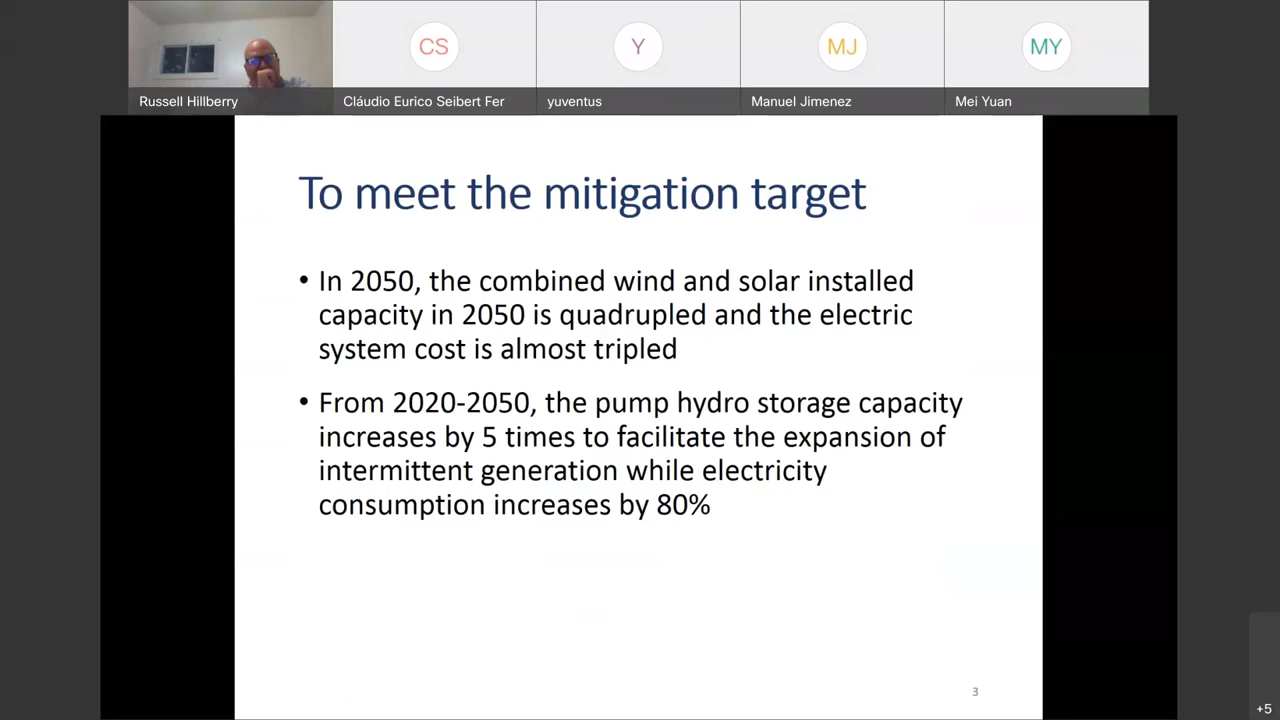 CS
Y
MJ
MY
Russell Hillberry
Cláudio Eurico Seibert Fer
yuventus
Manuel Jimenez
Mei Yuan
To meet the mitigation target
• In 2050, the combined wind and solar installed
capacity in 2050 is quadrupled and the electric
system cost is almost tripled
• From 2020-2050, the pump hydro storage capacity
increases by 5 times to facilitate the expansion of
intermittent generation while electricity
consumption increases by 80%
3
+5